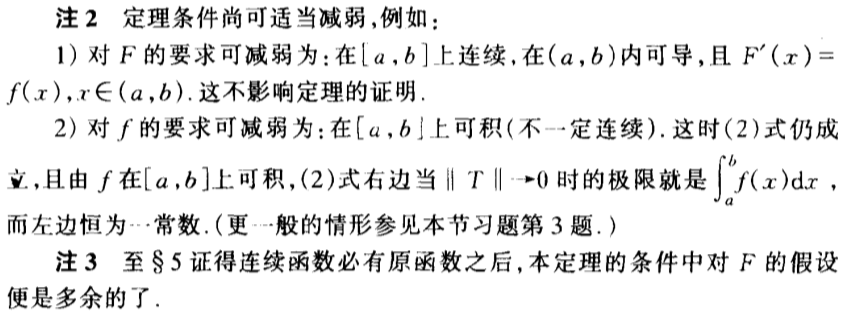 注2 定理条件尚可适当减弱,例如:
1) 对 F 的要求可减弱为:在[a,b]上连续,在(a,b)内可导,且 F′(x)=
f(x),x∈(a,b).这不影响定理的证明.
2) 对 f 的要求可减弱为:在[a,b]上可积(不一定连续).这时(2)式仍成
立,且由 f 在[a,b]上可积,(2)式右边当‖T‖→0 时的极限就是∫_a^b f(x)dx,
而左边恒为一常数.(更一般的情形参见本节习题第3题.)
注3 至§5证得连续函数必有原函数之后,本定理的条件中对 F 的假设
便是多余的了.